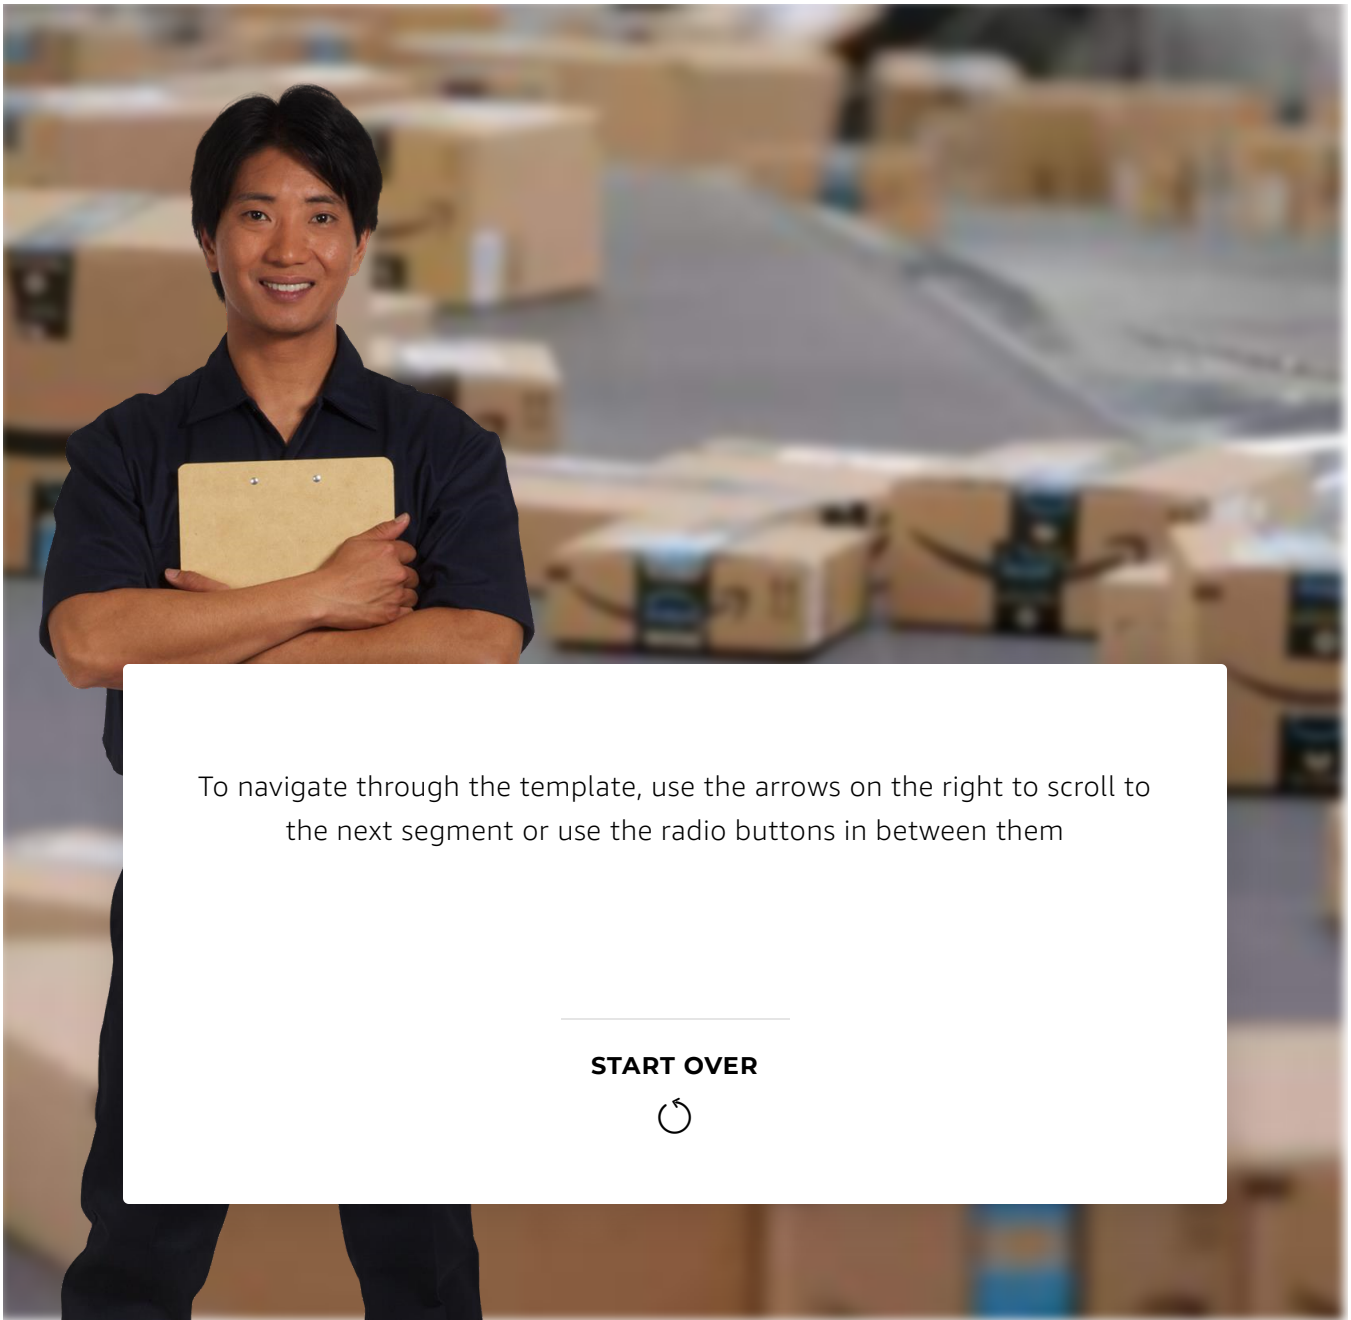 To navigate through the template, use the arrows on the right to scroll to
the next segment or use the radio buttons in between them
START OVER